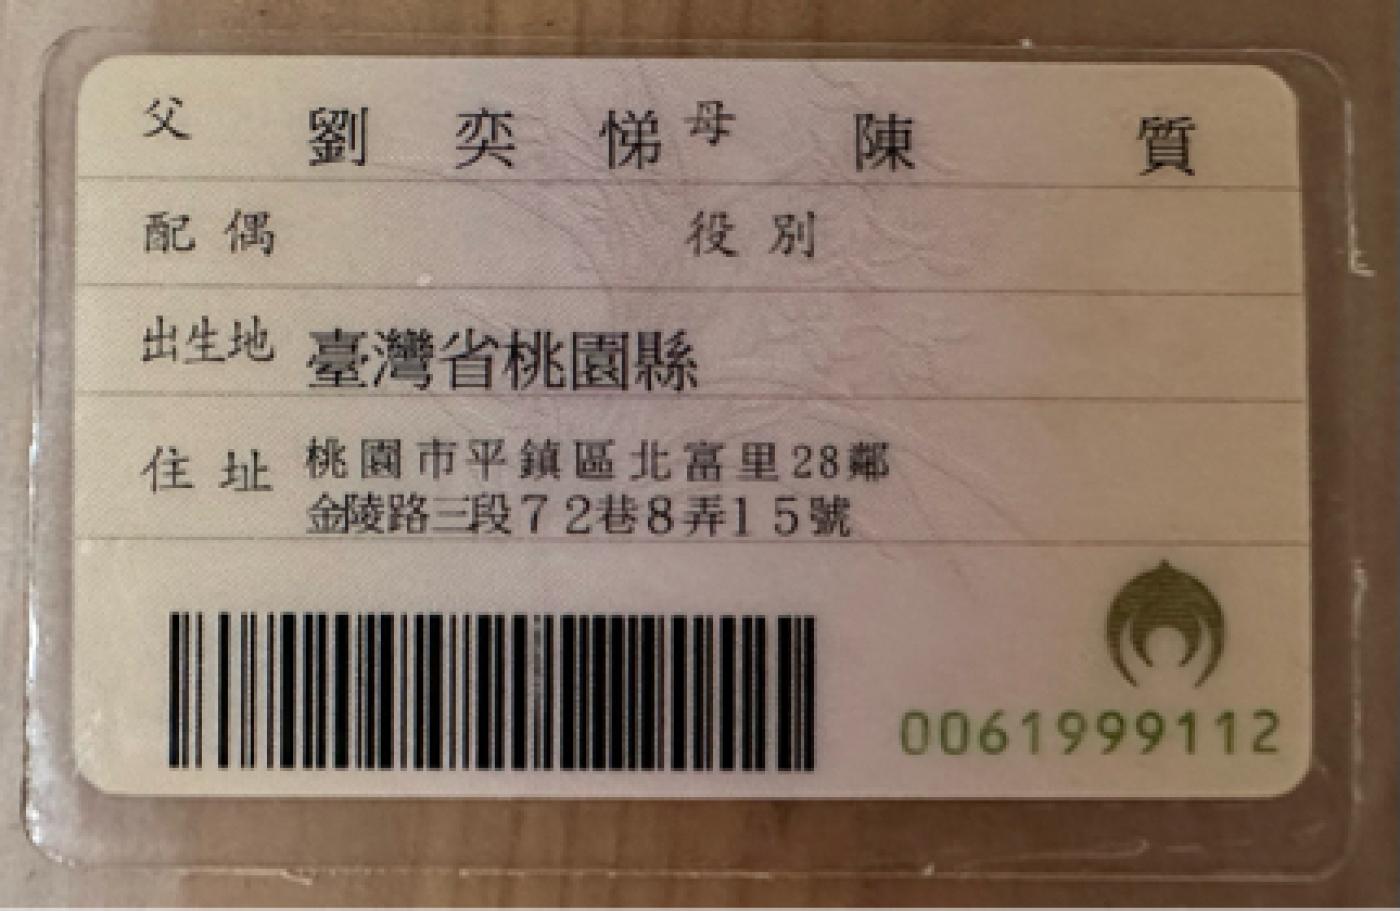 父 劉奕悌 母 陳質
配偶 役別
出生地 臺灣省桃園縣
住址 桃園市平鎮區北富里28鄰
金陵路三段72巷8弄15號
0061999112